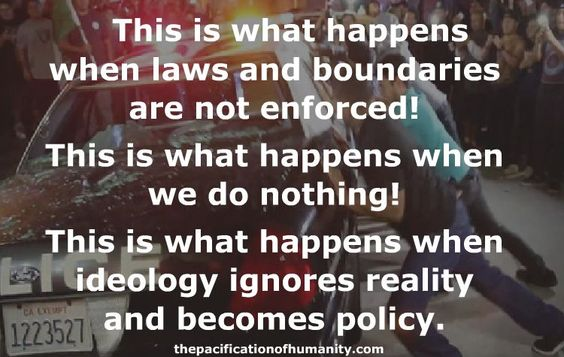 This is what happens
when laws and boundaries
are not enforced!
This is what happens when
we do nothing!
This is what happens when
LICE
ideology ignores reality
CA EXEMPT
1223527
and becomes policy.
thepacificationofhumanity.com